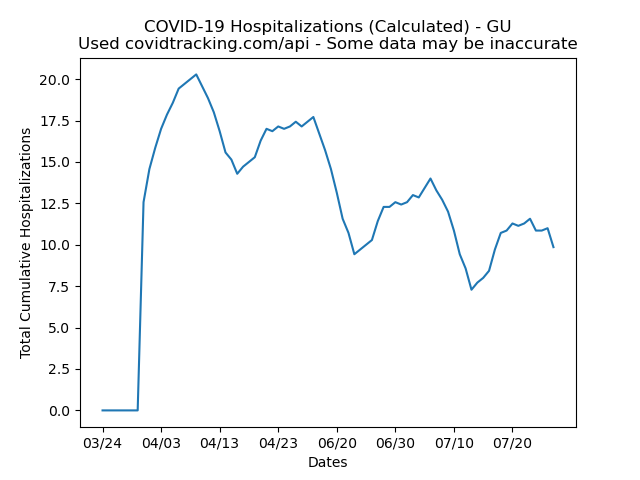 COVID-19 Hospitalizations (Calculated) - GU
Used covidtracking.com/api - Some data may be inaccurate
Total Cumulative Hospitalizations
20.0
17.5
15.0
12.5
10.0
7.5
5.0
2.5
0.0
03/24 04/03 04/13 04/23 06/20 06/30 07/10 07/20
Dates